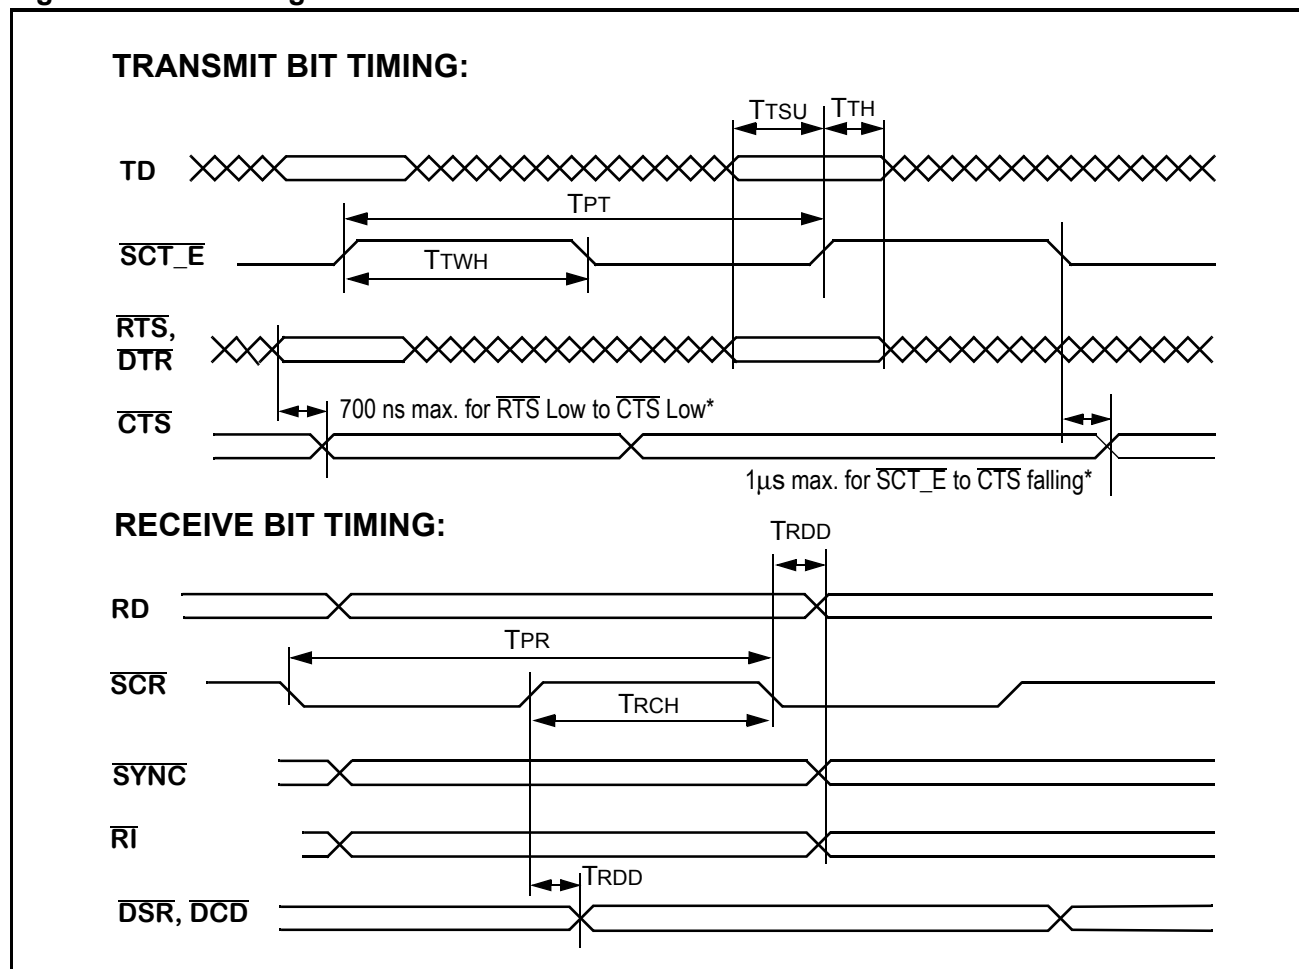 TRANSMIT BIT TIMING:
TTSU TTH
TD
TPT
SCT_E
TTWH
RTS,
DTR
700 ns max. for RTS Low to CTS Low*
CTS
1μs max. for SCT_E to CTS falling*
RECEIVE BIT TIMING:
TRDD
RD
TPR
SCR
TRCH
SYNC
RI
TRDD
DSR, DCD